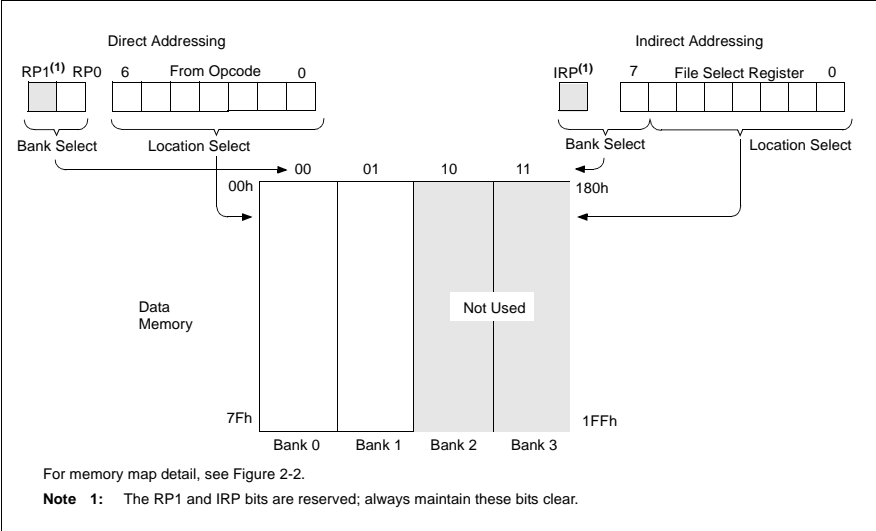 Direct Addressing
Indirect Addressing
RP1(1) RP0 6 From Opcode 0
IRP(1) 7 File Select Register 0
Bank Select Location Select
Bank Select Location Select
00 01 10 11
00h
180h
Data
Memory
Not Used
7Fh
1FFh
Bank 0 Bank 1 Bank 2 Bank 3
For memory map detail, see Figure 2-2.
Note 1: The RP1 and IRP bits are reserved; always maintain these bits clear.